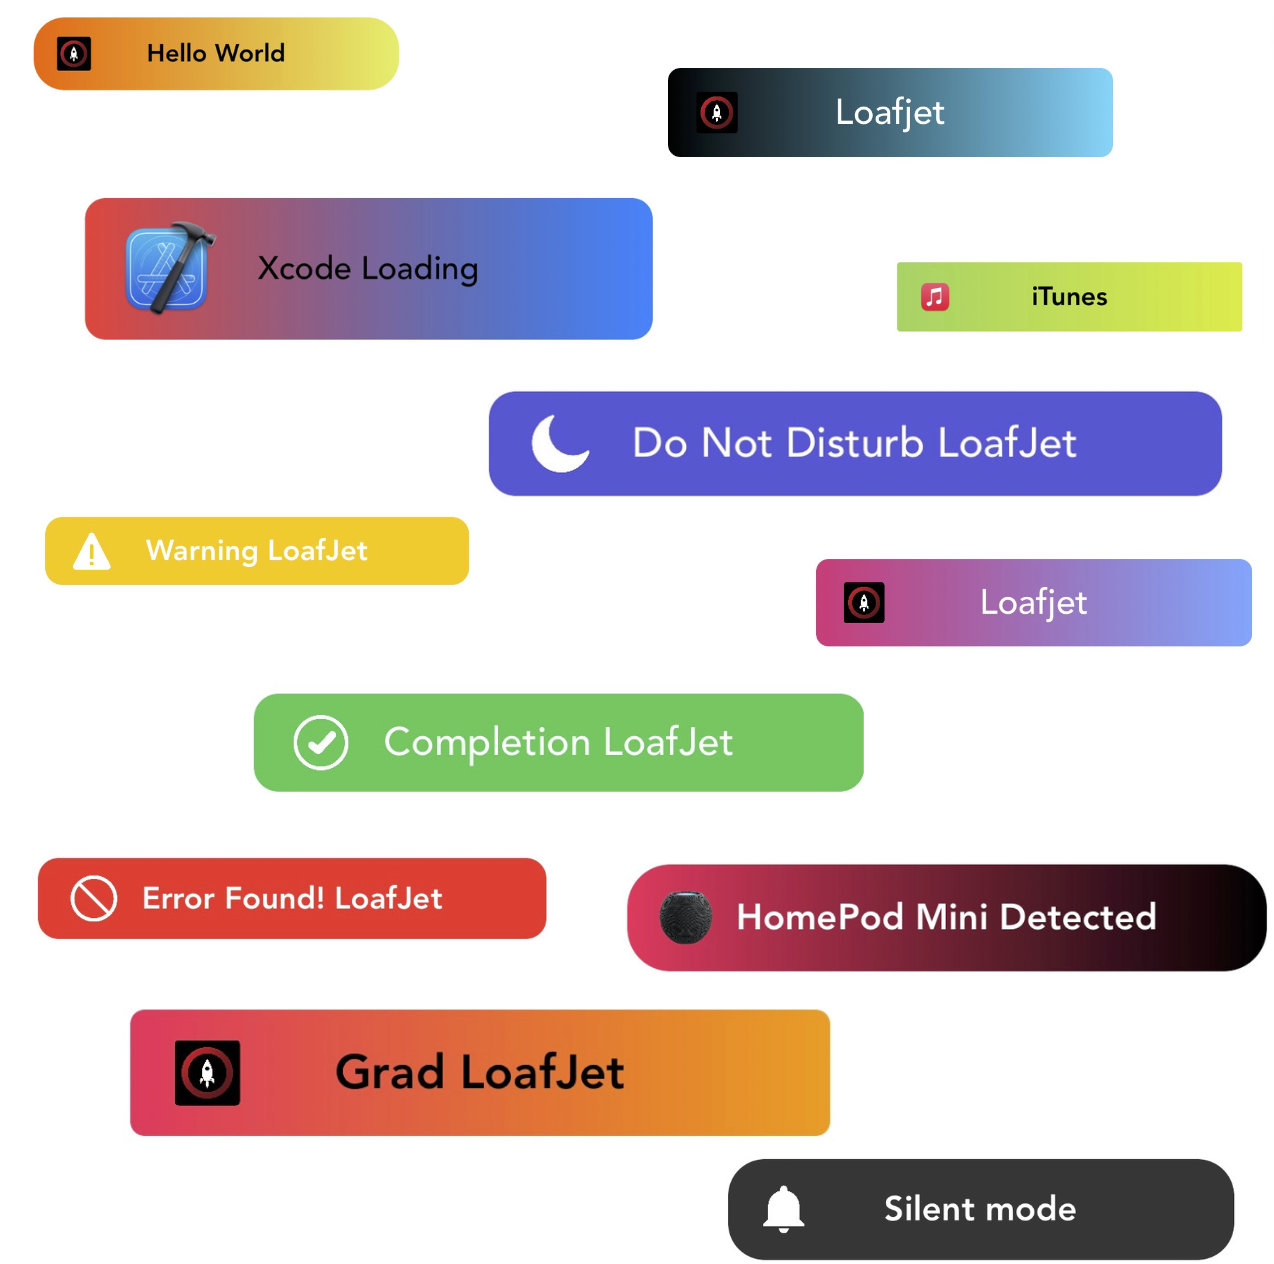 Hello World
Loafjet
Xcode Loading
iTunes
Do Not Disturb LoafJet
Warning LoafJet
Loafjet
Completion LoafJet
Error Found! LoafJet
HomePod Mini Detected
Grad LoafJet
Silent mode